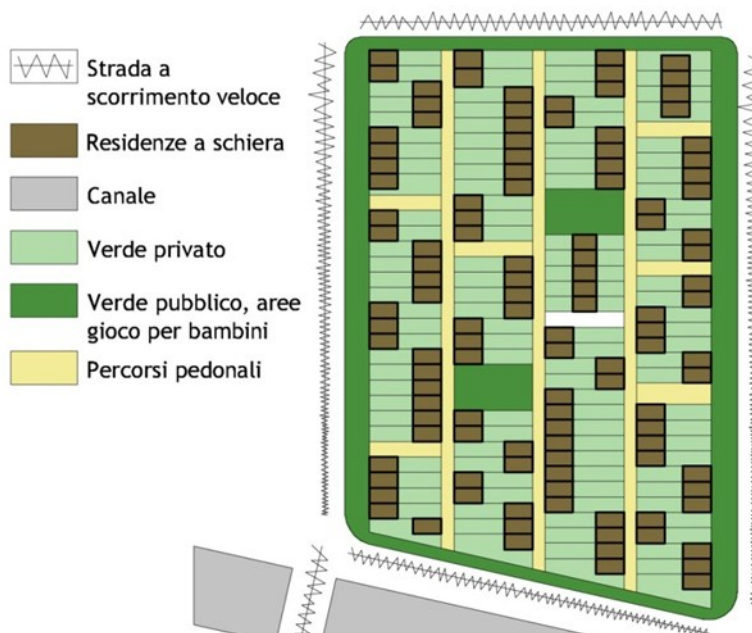 Strada a
scorrimento veloce
Residenze a schiera
Canale
Verde privato
Verde pubblico, aree
gioco per bambini
Percorsi pedonali